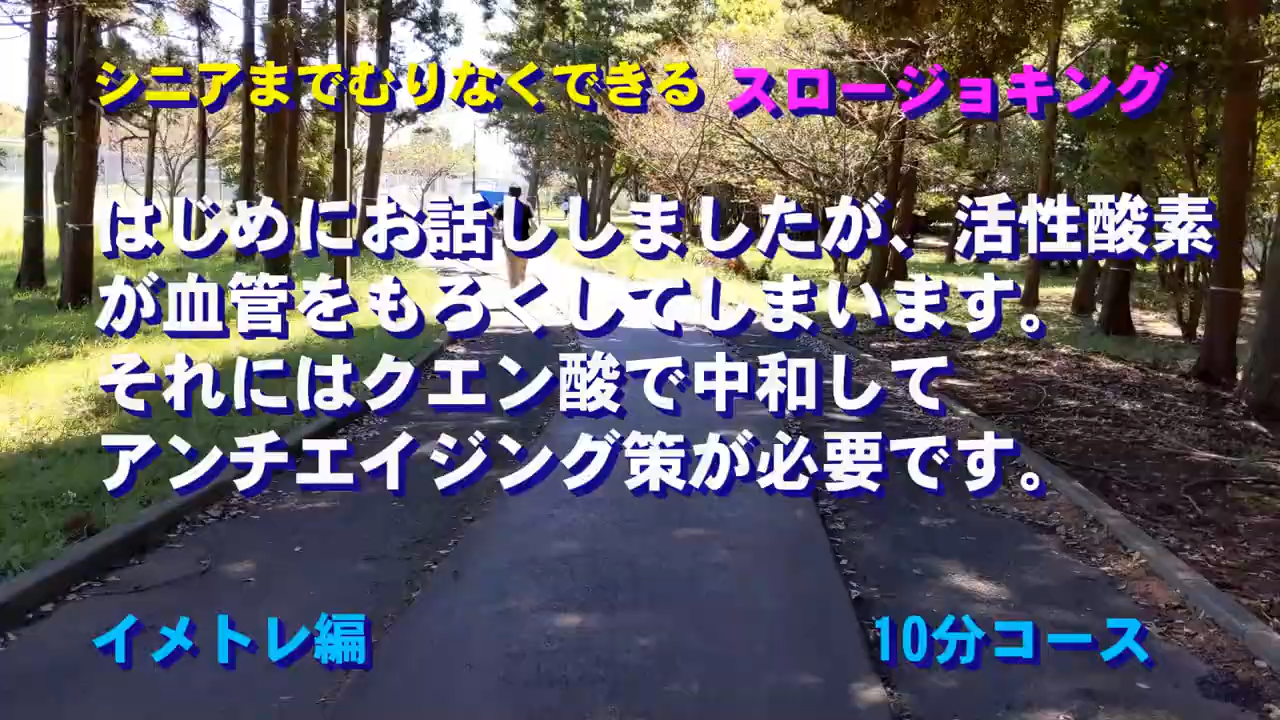 シニアまでむりなくできる スロージョキング
はじめにお話ししましたが、活性酸素
が血管をもろくしてしまいます。
それにはクエン酸で中和して
アンチエイジング策が必要です。
イメトレ編 10分コース